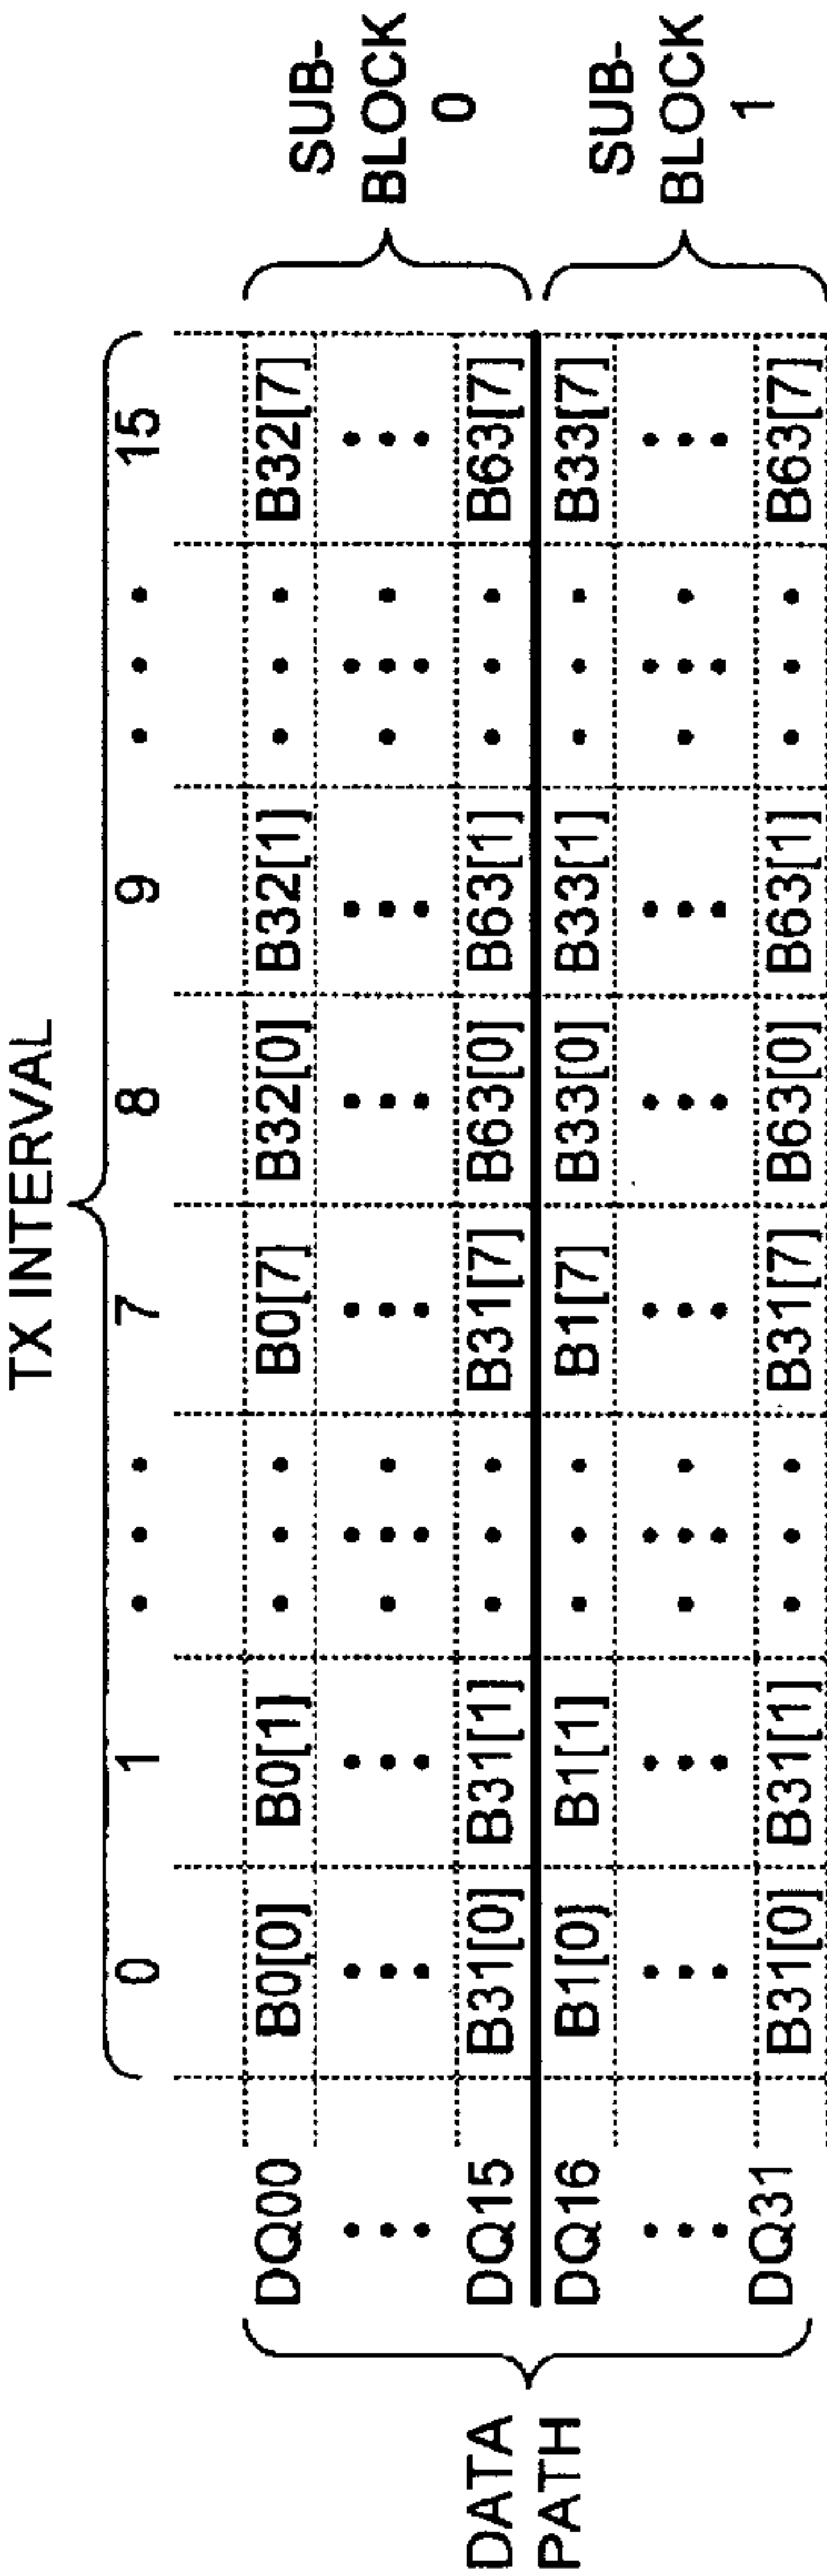 TX INTERVAL
0 1 • • • 7 8 9 • • • 15
DQ00 B0[0] B0[1] • • • B0[7] B32[0] B32[1] • • • B32[7]
DQ15 B31[0] B31[1] • • • B31[7] B63[0] B63[1] • • • B63[7]
DQ16 B1[0] B1[1] • • • B1[7] B33[0] B33[1] • • • B33[7]
DQ31 B31[0] B31[1] • • • B31[7] B63[0] B63[1] • • • B63[7]
DATA
PATH
SUB-
BLOCK
0
SUB-
BLOCK
1